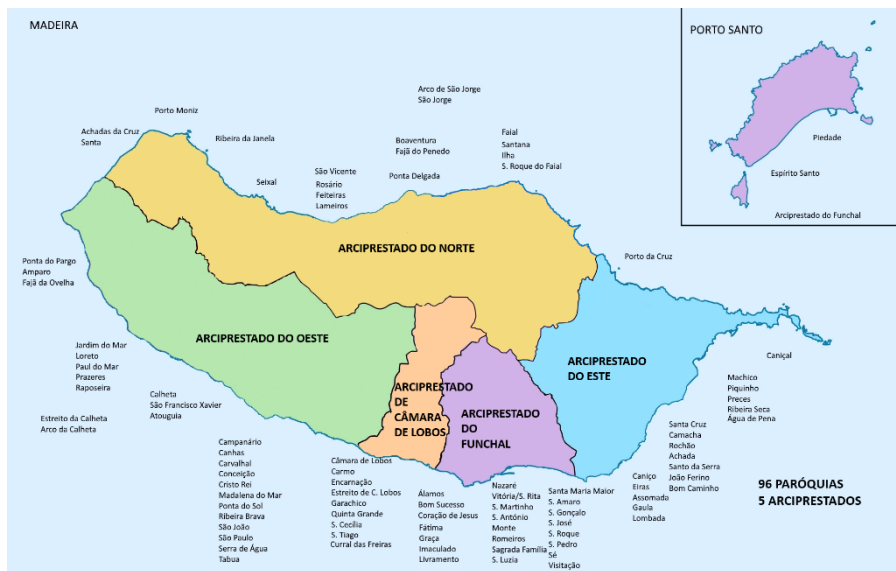 MADEIRA
PORTO SANTO
Piedade
Espírito Santo
Arciprestado do Funchal
Arco de São Jorge
São Jorge
Porto Moniz
Achadas da Cruz
Santa
Ribeira da Janela
Boaventura
Fajã do Penedo
Faial
Santana
Ilha
S. Roque do Faial
Seixal
São Vicente
Rosário
Feiteiras
Lameiros
Ponta Delgada
ARCIPRESTADO DO NORTE
Ponta do Pargo
Amparo
Fajã da Ovelha
Porto da Cruz
ARCIPRESTADO DO OESTE
Jardim do Mar
Loreto
Paul do Mar
Prazeres
Raposeira
Caniçal
ARCIPRESTADO
DO ESTE
ARCIPRESTADO
DE
CÂMARA
DE LOBOS
ARCIPRESTADO
DO
FUNCHAL
Machico
Piquinho
Preces
Ribeira Seca
Água de Pena
Calheta
São Francisco Xavier
Atouguia
Estreito da Calheta
Arco da Calheta
Campanário
Canhas
Carvalhal
Conceição
Cristo Rei
Madalena do Mar
Ponta do Sol
Ribeira Brava
São João
São Paulo
Serra de Água
Tabua
Câmara de Lobos
Carmo
Encarnação
Estreito de C. Lobos
Garachico
Quinta Grande
S. Cecília
S. Tiago
Curral das Freiras
Álamos
Bom Sucesso
Coração de Jesus
Fátima
Graça
Imaculado
Livramento
Nazaré
Vitória/S. Rita
S. Martinho
S. António
Monte
Romeiros
Sagrada Família
S. Luzia
Santa Maria Maior
S. Amaro
S. Gonçalo
S. José
S. Roque
S. Pedro
Sé
Visitação
Caniço
Eiras
Assomada
Gaula
Lombada
Santa Cruz
Camacha
Rochão
Achada
Santo da Serra
João Ferino
Bom Caminho
96 PARÓQUIAS
5 ARCIPRESTADOS